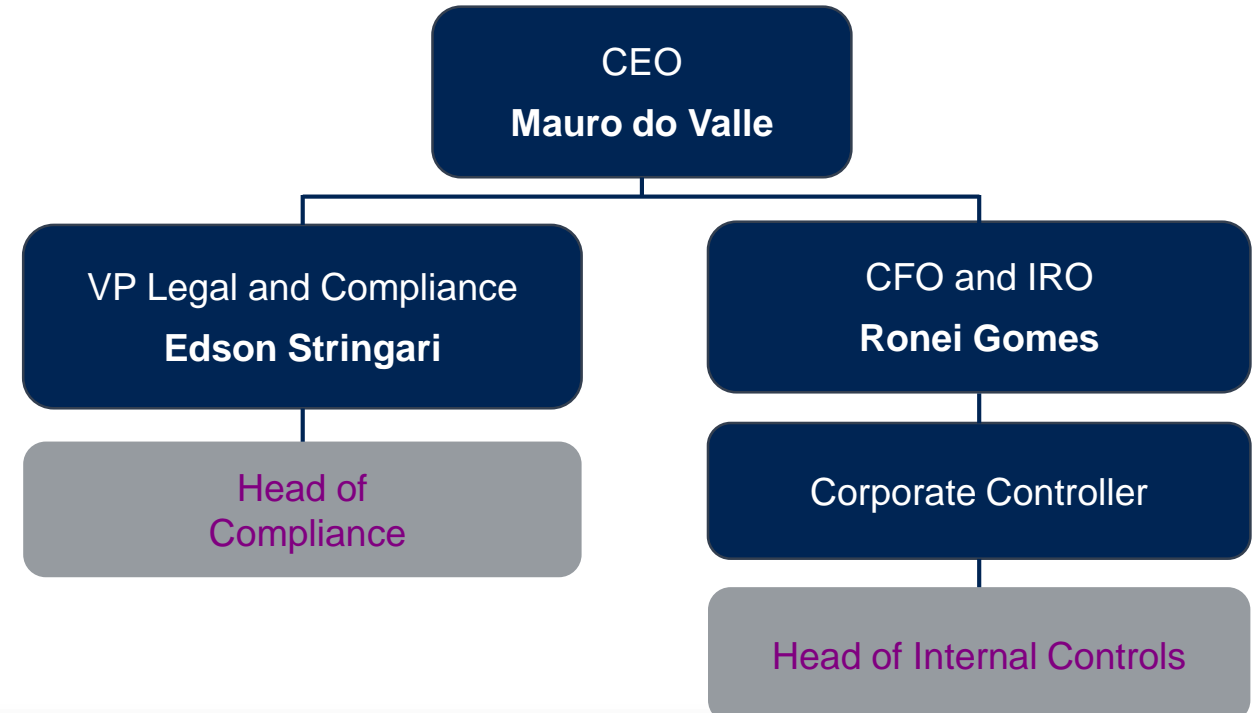 CEO
Mauro do Valle
VP Legal and Compliance
Edson Stringari
CFO and IRO
Ronei Gomes
Head of
Compliance
Corporate Controller
Head of Internal Controls